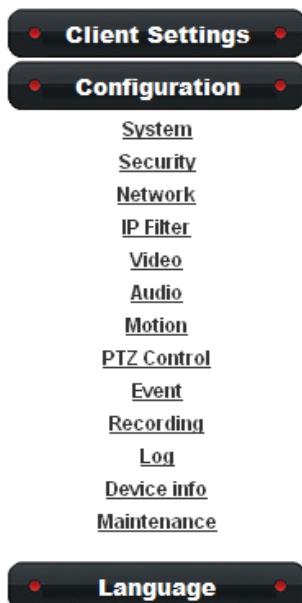 Client Settings
Configuration
System
Security
Network
IP Filter
Video
Audio
Motion
PTZ Control
Event
Recording
Log
Device info
Maintenance
Language